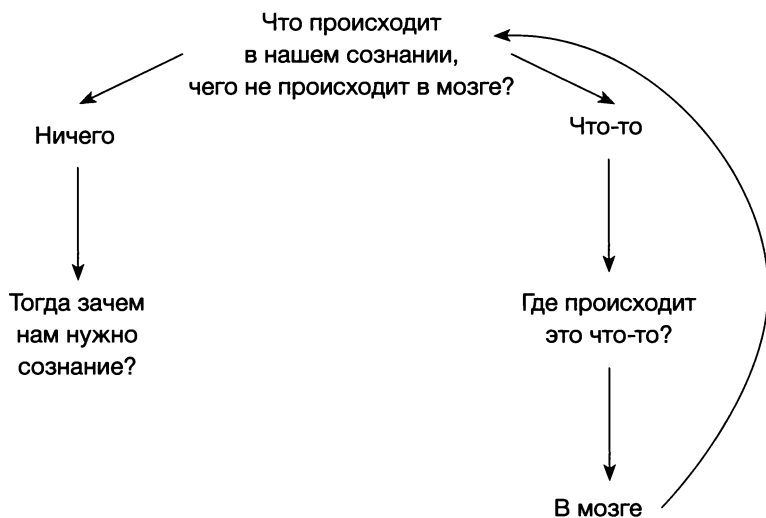 Что происходит
в нашем сознании,
чего не происходит в мозге?
Ничего
Что-то
Тогда зачем
нам нужно
сознание?
Где происходит
это что-то?
В мозге